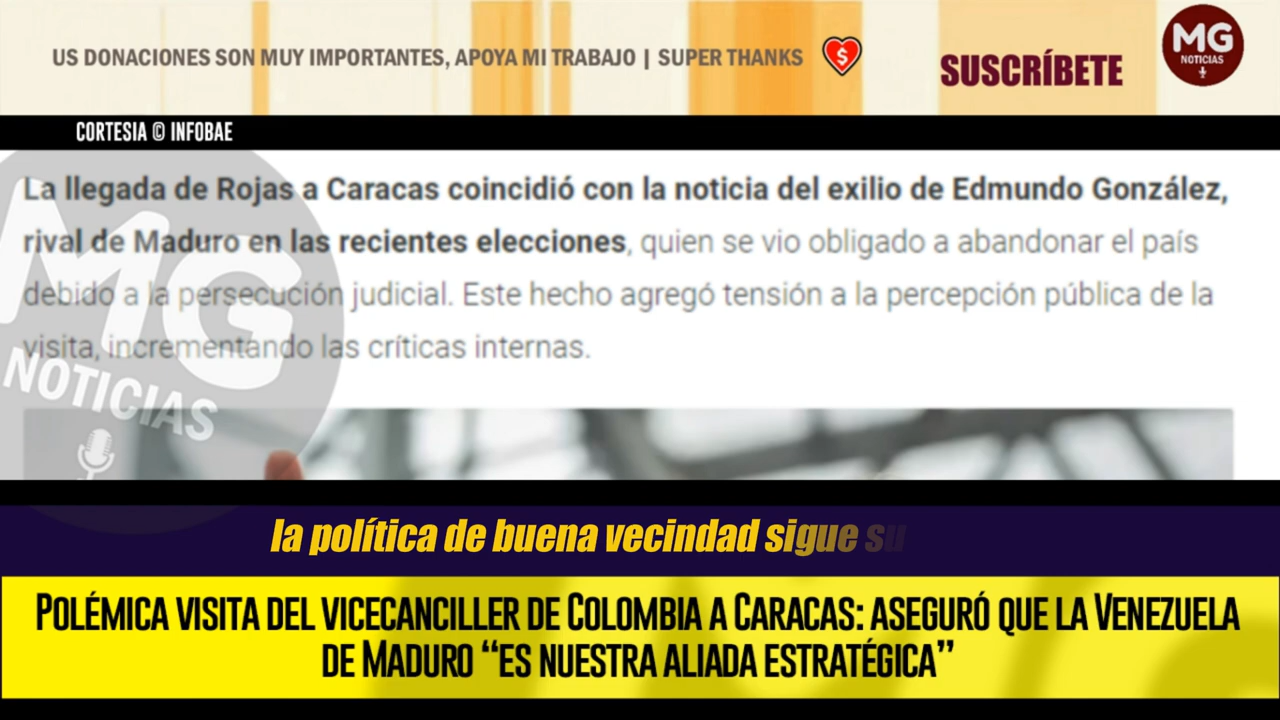 US DONACIONES SON MUY IMPORTANTES, APOYA MI TRABAJO | SUPER THANKS
$
SUSCRÍBETE
MG
NOTICIAS
CORTESIA © INFOBAE
La llegada de Rojas a Caracas coincidió con la noticia del exilio de Edmundo González,
rival de Maduro en las recientes elecciones, quien se vio obligado a abandonar el país
debido a la persecución judicial. Este hecho agregó tensión a la percepción pública de la
visita, incrementando las críticas internas.
MG
NOTICIAS
la política de buena vecindad sigue su
POLÉMICA VISITA DEL VICECANCILLER DE COLOMBIA A CARACAS: ASEGURÓ QUE LA VENEZUELA
DE MADURO “ES NUESTRA ALIADA ESTRATÉGICA”